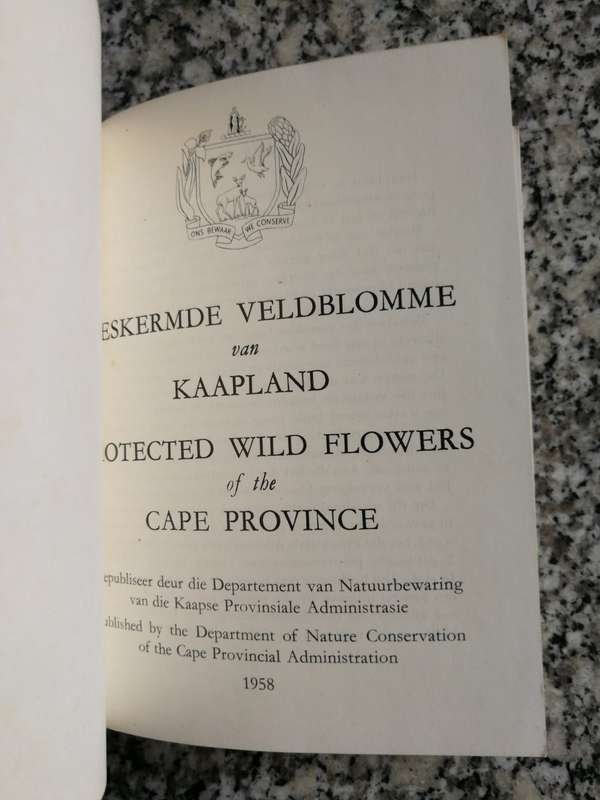 ONS BEWAAR WE CONSERVE
ESKERMDE VELDBLOMME
van
KAAPLAND
OTECTED WILD FLOWERS
of the
CAPE PROVINCE
epubliseer deur die Departement van Natuurbewaring
van die Kaapse Provinsiale Administrasie
ublished by the Department of Nature Conservation
of the Cape Provincial Administration
1958